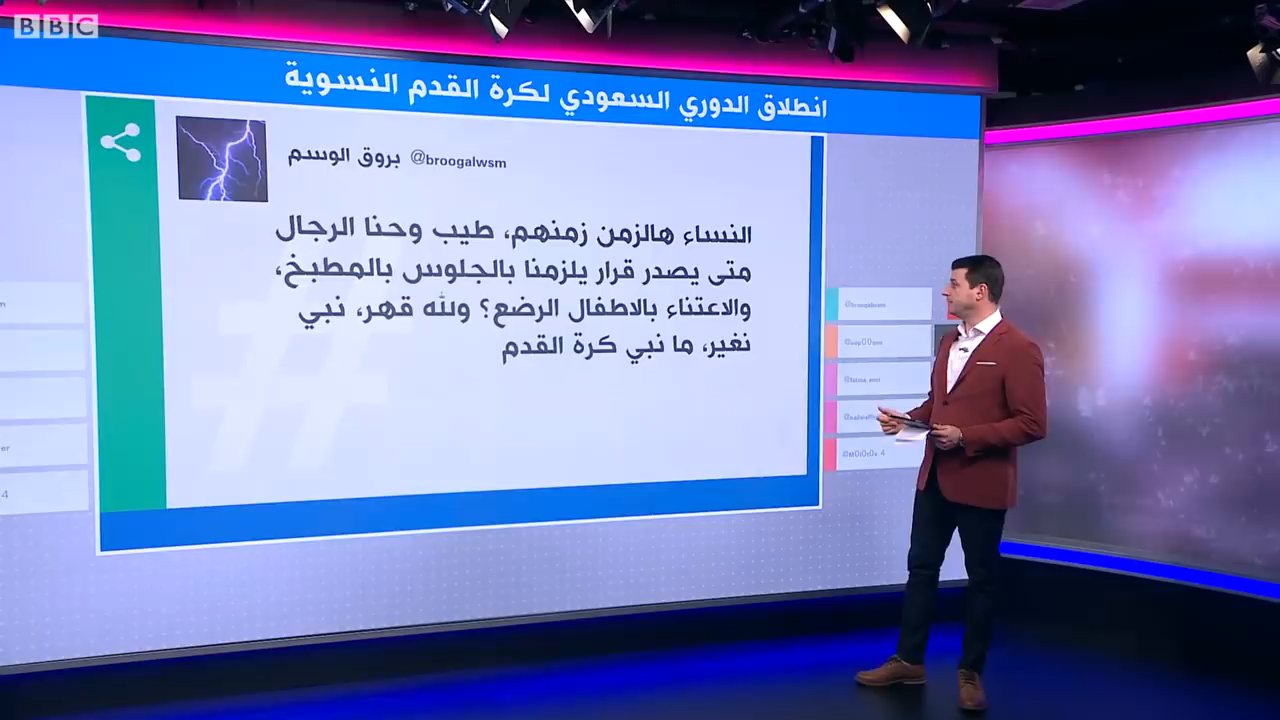 BBC
انطلاق الدوري السعودي لكرة القدم النسوية
بروق الوسم @broogalwsm
النساء هالزمن زمنهم، طيب وحنا الرجال
متى يصدر قرار يلزمنا بالجلوس بالمطبخ،
والاعتناء بالاطفال الرضع؟ ولله قهر، نبي
نغير، ما نبي كرة القدم
@broogalwsm